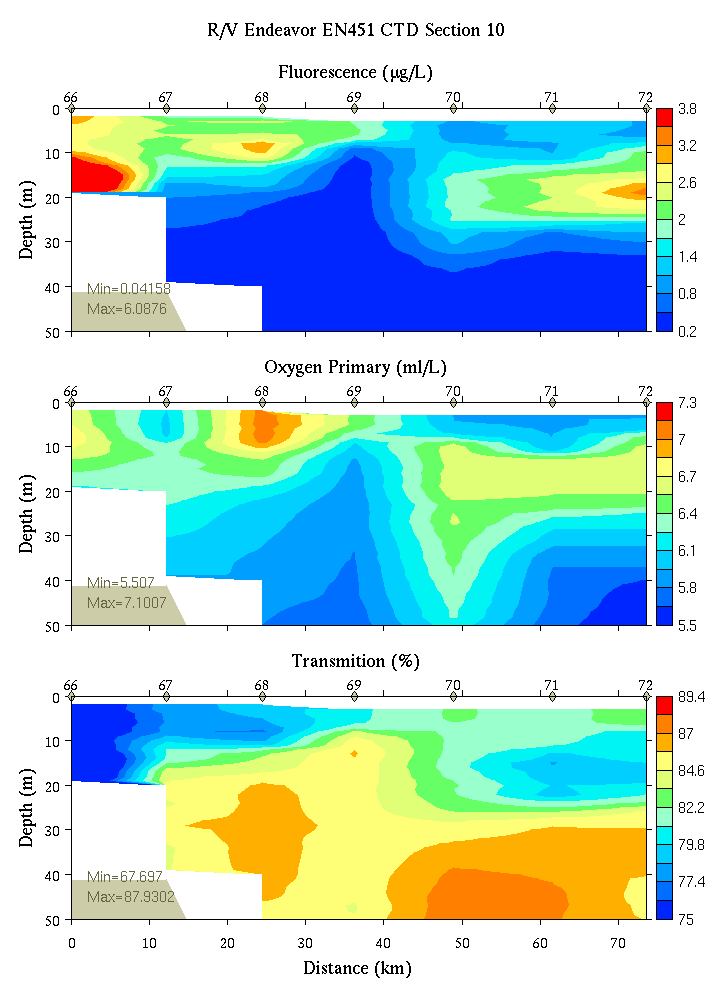 R/V Endeavor EN451 CTD Section 10
Fluorescence (µg/L)
66 67 68 69 70 71 72
0
10
20
30
40
50
Depth (m)
Min=0.04158
Max=6.0876
3.8
3.2
2.6
2
1.4
0.8
0.2
Oxygen Primary (ml/L)
66 67 68 69 70 71 72
0
10
20
30
40
50
Depth (m)
Min=5.507
Max=7.1007
7.3
7
6.7
6.4
6.1
5.8
5.5
Transmition (%)
66 67 68 69 70 71 72
0
10
20
30
40
50
Depth (m)
Min=67.697
Max=87.9302
89.4
87
84.6
82.2
79.8
77.4
75
0 10 20 30 40 50 60 70
Distance (km)